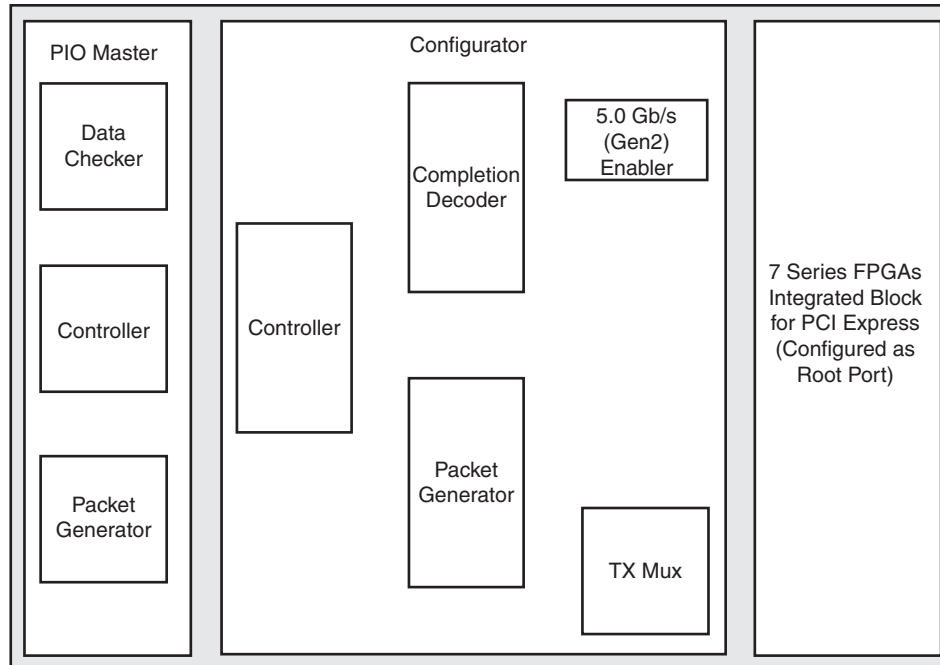 PIO Master
Data
Checker
Controller
Packet
Generator
Configurator
Controller
Completion
Decoder
Packet
Generator
5.0 Gb/s
(Gen2)
Enabler
TX Mux
7 Series FPGAs
Integrated Block
for PCI Express
(Configured as
Root Port)